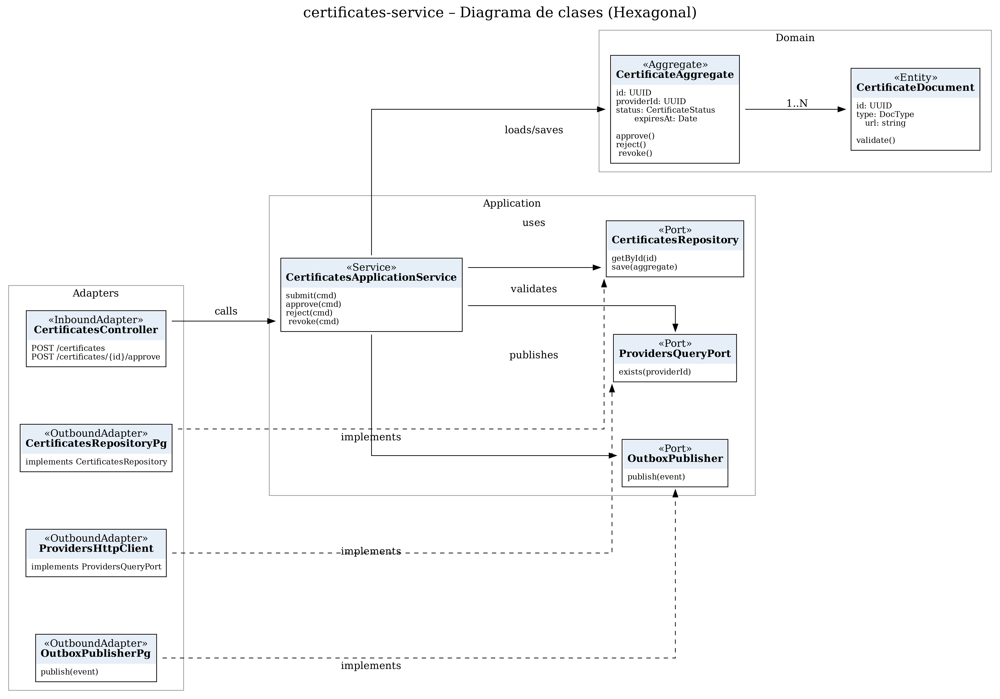 certificates-service – Diagrama de clases (Hexagonal)
Domain
«Aggregate»
CertificateAggregate
id: UUID
providerId: UUID
status: CertificateStatus
expiresAt: Date
approve()
reject()
revoke()
1..N
«Entity»
CertificateDocument
id: UUID
type: DocType
url: string
validate()
loads/saves
Application
uses
«Port»
CertificatesRepository
getById(id)
save(aggregate)
«Service»
CertificatesApplicationService
submit(cmd)
approve(cmd)
reject(cmd)
revoke(cmd)
validates
«Port»
ProvidersQueryPort
exists(providerId)
publishes
«Port»
OutboxPublisher
publish(event)
Adapters
«InboundAdapter»
CertificatesController
POST /certificates
POST /certificates/{id}/approve
calls
«OutboundAdapter»
CertificatesRepositoryPg
implements CertificatesRepository
implements
«OutboundAdapter»
ProvidersHttpClient
implements ProvidersQueryPort
implements
«OutboundAdapter»
OutboxPublisherPg
publish(event)
implements